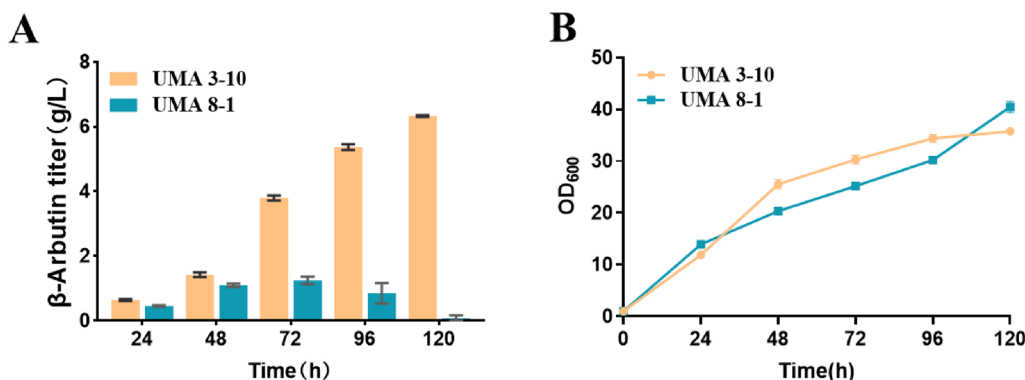 A
β-Arbutin titer(g/L)
8
6
4
2
0
UMA 3-10
UMA 8-1
24 48 72 96 120
Time(h)
B
OD600
50
40
30
20
10
0
UMA 3-10
UMA 8-1
0 24 48 72 96 120
Time(h)